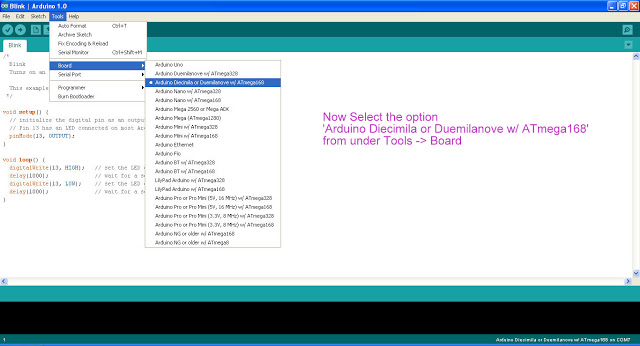 Blink | Arduino 1.0
File Edit Sketch Tools Help
Auto Format Ctrl+T
Archive Sketch
Fix Encoding & Reload
Serial Monitor Ctrl+Shift+M
Board
Serial Port
Programmer
Burn Bootloader
Arduino Uno
Arduino Duemilanove w/ ATmega328
Arduino Diecimila or Duemilanove w/ ATmega168
Arduino Nano w/ ATmega328
Arduino Nano w/ ATmega168
Arduino Mega 2560 or Mega ADK
Arduino Mega (ATmega1280)
Arduino Mini w/ ATmega328
Arduino Mini w/ ATmega168
Arduino Ethernet
Arduino Fio
Arduino BT w/ ATmega328
Arduino BT w/ ATmega168
LilyPad Arduino w/ ATmega328
LilyPad Arduino w/ ATmega168
Arduino Pro or Pro Mini (5V, 16 MHz) w/ ATmega328
Arduino Pro or Pro Mini (5V, 16 MHz) w/ ATmega168
Arduino Pro or Pro Mini (3.3V, 8 MHz) w/ ATmega328
Arduino Pro or Pro Mini (3.3V, 8 MHz) w/ ATmega168
Arduino NG or older w/ ATmega168
Arduino NG or older w/ ATmega8
Blink
/*
Blink
Turns on an
This example
*/
void setup() {
// initialize the digital pin as an output
// Pin 13 has an LED connected on most Ar
pinMode(13, OUTPUT);
}
void loop() {
digitalWrite(13, HIGH); // set the LED
delay(1000); // wait for a s
digitalWrite(13, LOW); // set the LED
delay(1000); // wait for a s
}
Now Select the option
'Arduino Diecimila or Duemilanove w/ ATmega168'
from under Tools -> Board
1
Arduino Diecimila or Duemilanove w/ ATmega168 on COM7